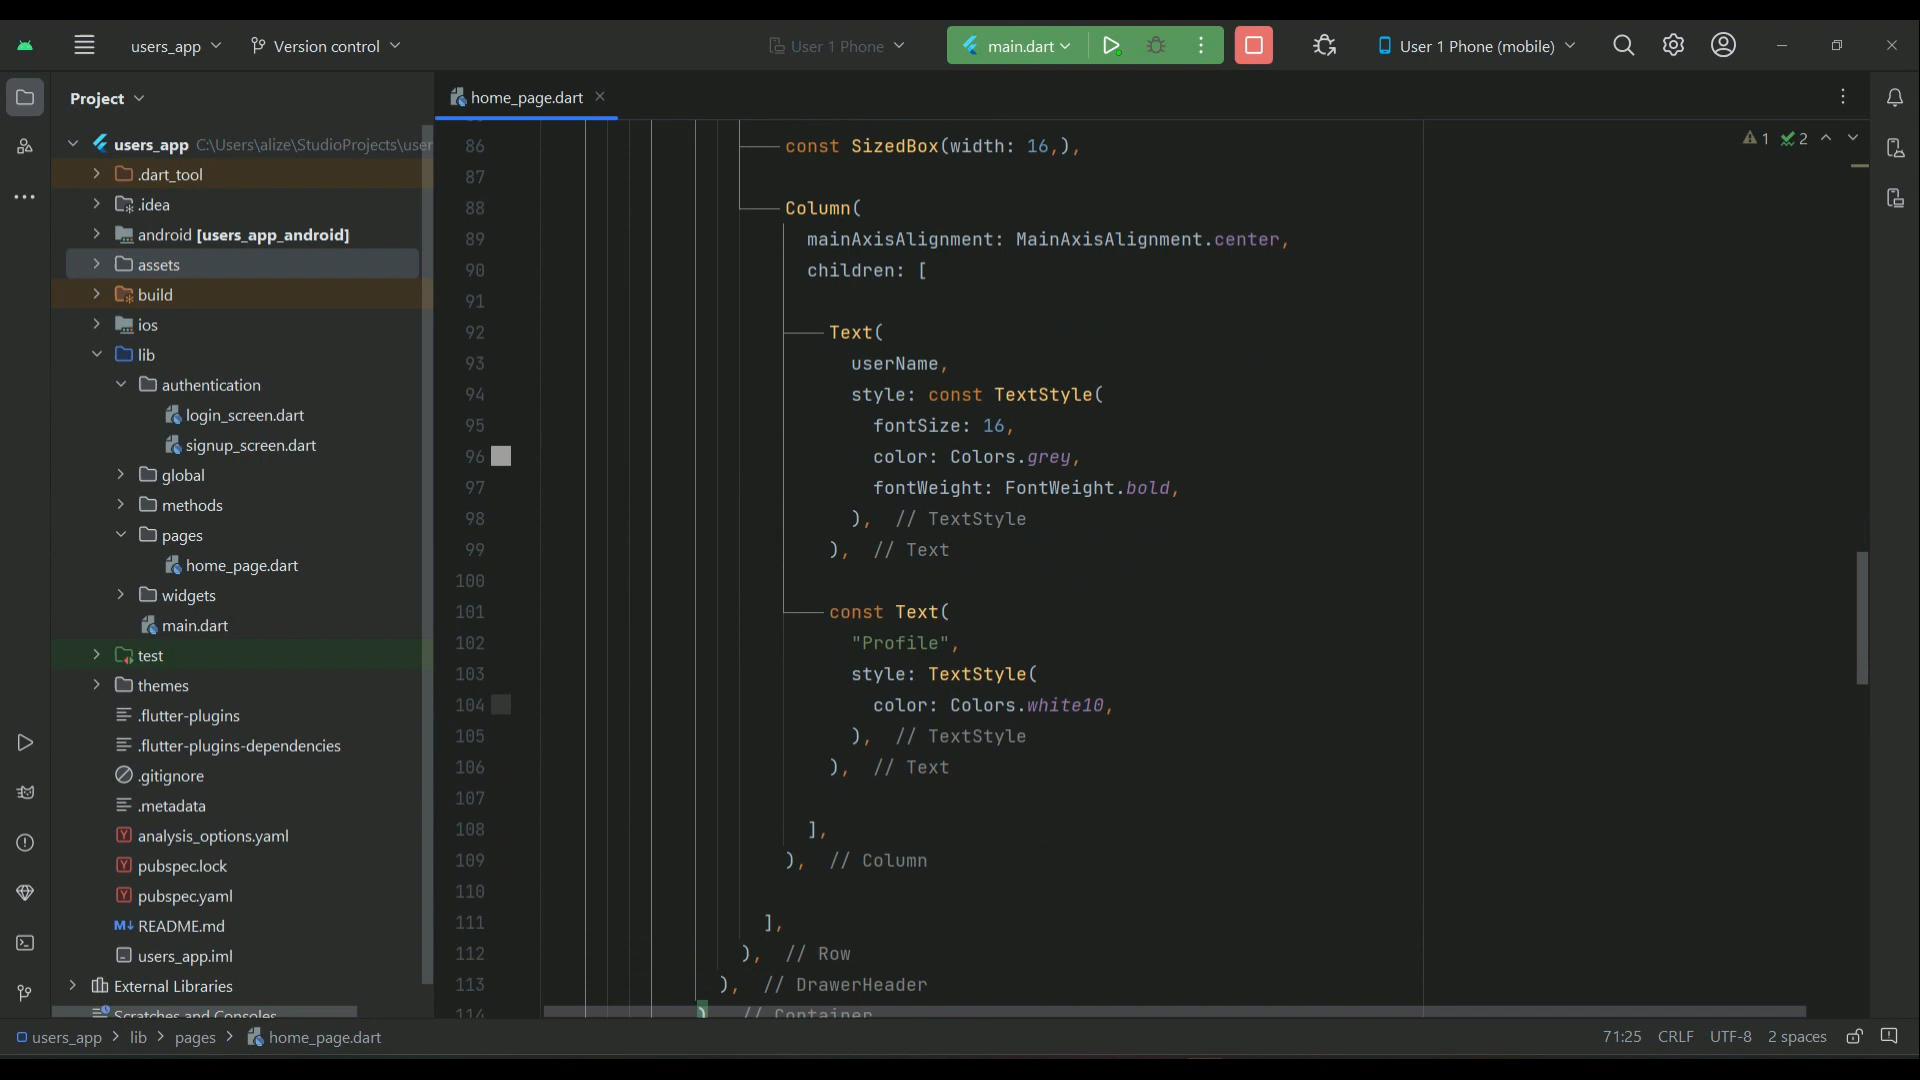 users_app
Version control
User 1 Phone
main.dart
User 1 Phone (mobile)
Project
home_page.dart
users_app C:\Users\alize\StudioProjects\user
.dart_tool
.idea
android [users_app_android]
assets
build
ios
lib
authentication
login_screen.dart
signup_screen.dart
global
methods
pages
home_page.dart
widgets
main.dart
test
themes
.flutter-plugins
.flutter-plugins-dependencies
.gitignore
.metadata
analysis_options.yaml
pubspec.lock
pubspec.yaml
README.md
users_app.iml
External Libraries
Scratches and Consoles
1 2
86 const SizedBox(width: 16,),
87
88 Column(
89 mainAxisAlignment: MainAxisAlignment.center,
90 children: [
91
92 Text(
93 userName,
94 style: const TextStyle(
95 fontSize: 16,
96 color: Colors.grey,
97 fontWeight: FontWeight.bold,
98 ), // TextStyle
99 ), // Text
100
101 const Text(
102 "Profile",
103 style: TextStyle(
104 color: Colors.white10,
105 ), // TextStyle
106 ), // Text
107
108 ],
109 ), // Column
110
111 ],
112 ), // Row
113 ), // DrawerHeader
114 ) // Container
users_app > lib > pages > home_page.dart
71:25 CRLF UTF-8 2 spaces